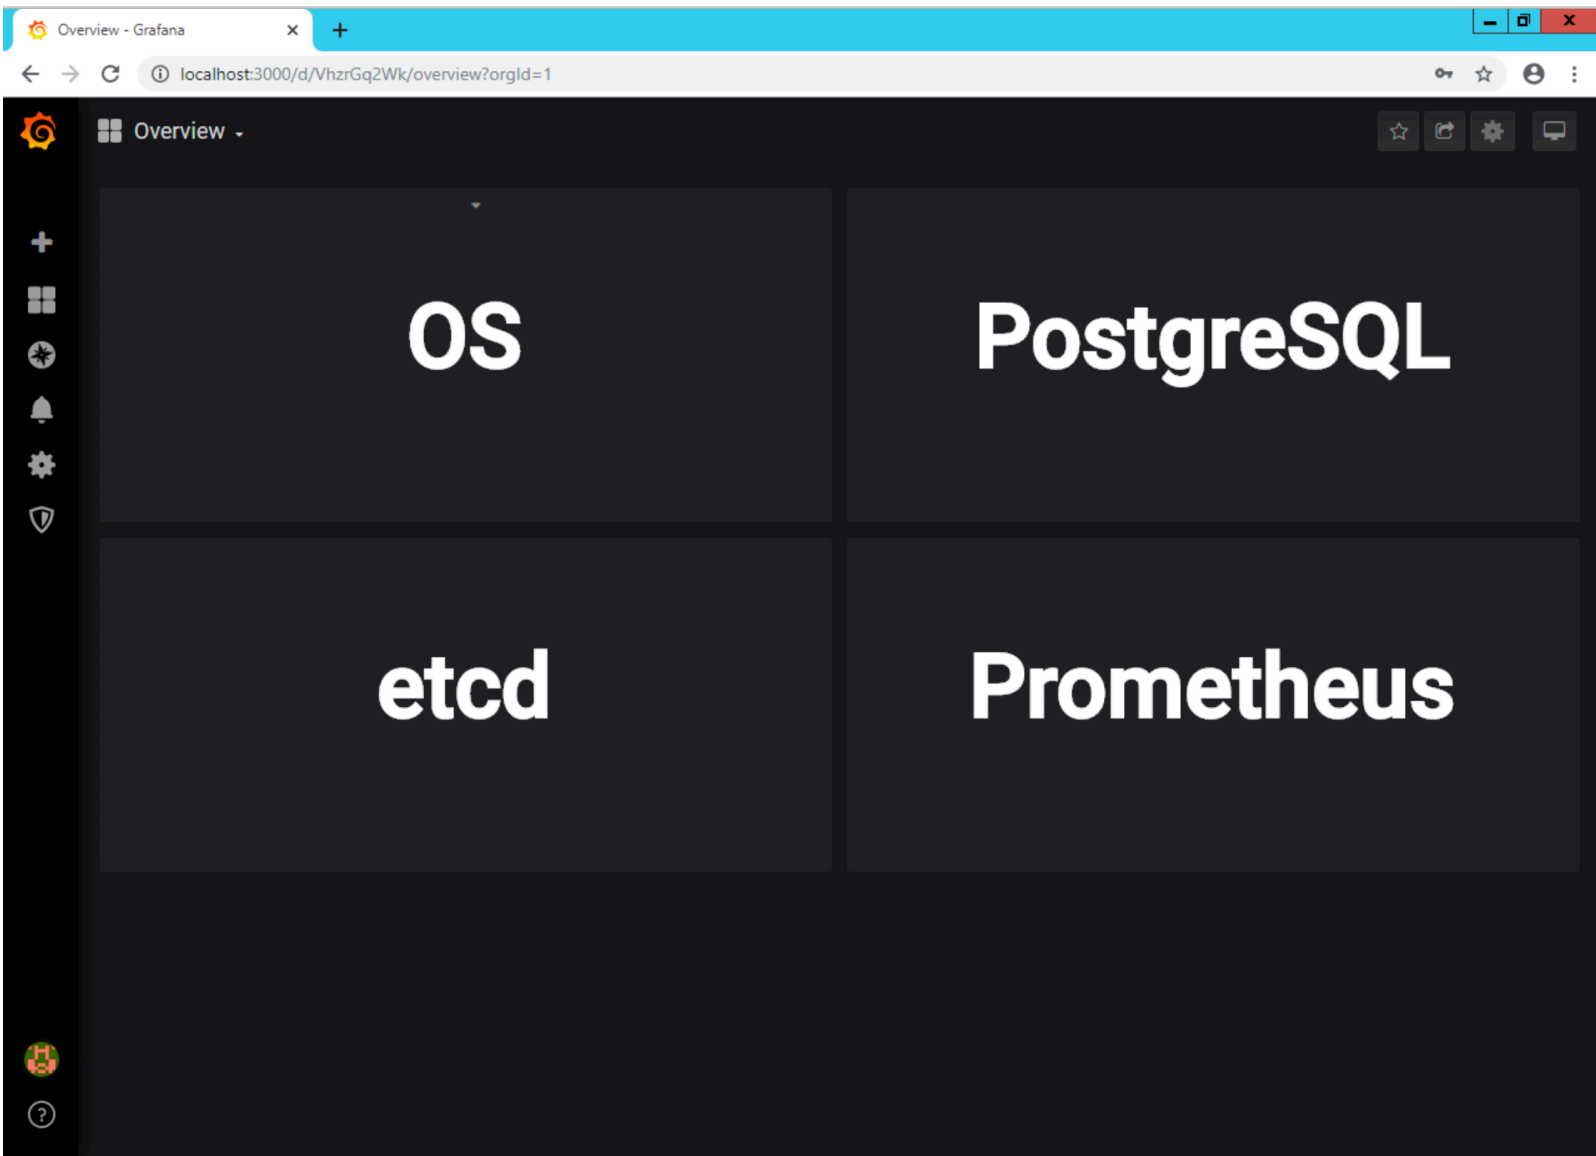 Overview - Grafana
localhost:3000/d/VhzrGq2Wk/overview?orgId=1
Overview
OS
PostgreSQL
etcd
Prometheus